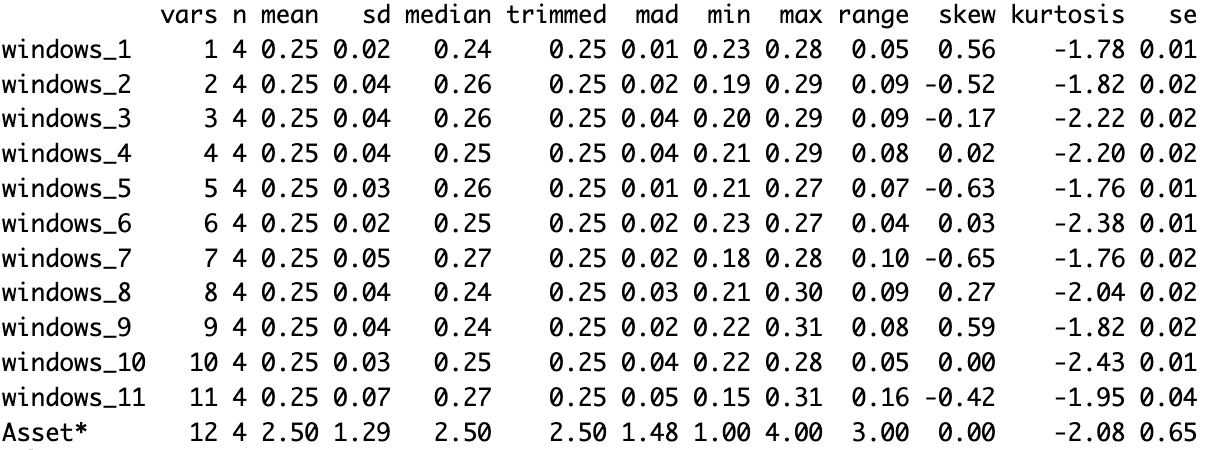 vars n mean sd median trimmed mad min max range skew kurtosis se
windows_1 1 4 0.25 0.02 0.24 0.25 0.01 0.23 0.28 0.05 0.56 -1.78 0.01
windows_2 2 4 0.25 0.04 0.26 0.25 0.02 0.19 0.29 0.09 -0.52 -1.82 0.02
windows_3 3 4 0.25 0.04 0.26 0.25 0.04 0.20 0.29 0.09 -0.17 -2.22 0.02
windows_4 4 4 0.25 0.04 0.25 0.25 0.04 0.21 0.29 0.08 0.02 -2.20 0.02
windows_5 5 4 0.25 0.03 0.26 0.25 0.01 0.21 0.27 0.07 -0.63 -1.76 0.01
windows_6 6 4 0.25 0.02 0.25 0.25 0.02 0.23 0.27 0.04 0.03 -2.38 0.01
windows_7 7 4 0.25 0.05 0.27 0.25 0.02 0.18 0.28 0.10 -0.65 -1.76 0.02
windows_8 8 4 0.25 0.04 0.24 0.25 0.03 0.21 0.30 0.09 0.27 -2.04 0.02
windows_9 9 4 0.25 0.04 0.24 0.25 0.02 0.22 0.31 0.08 0.59 -1.82 0.02
windows_10 10 4 0.25 0.03 0.25 0.25 0.04 0.22 0.28 0.05 0.00 -2.43 0.01
windows_11 11 4 0.25 0.07 0.27 0.25 0.05 0.15 0.31 0.16 -0.42 -1.95 0.04
Asset* 12 4 2.50 1.29 2.50 2.50 1.48 1.00 4.00 3.00 0.00 -2.08 0.65